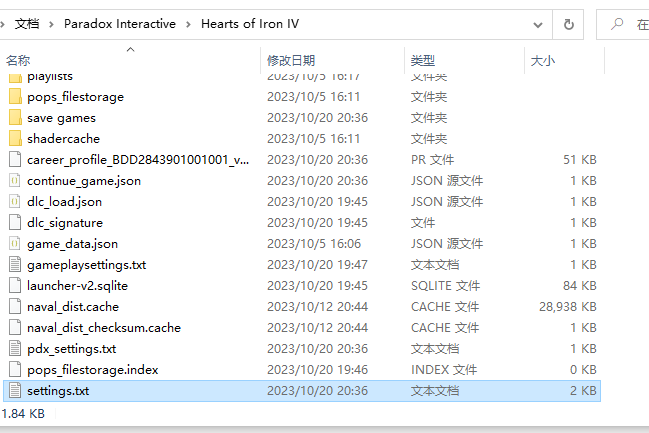 文档 > Paradox Interactive > Hearts of Iron IV 在
名称 修改日期 类型 大小
playlists 2023/10/5 16:17 文件夹
pops_filestorage 2023/10/5 16:11 文件夹
save games 2023/10/20 20:36 文件夹
shadercache 2023/10/5 16:11 文件夹
career_profile_BDD2843901001001_v... 2023/10/20 20:36 PR 文件 51 KB
continue_game.json 2023/10/20 20:36 JSON 源文件 1 KB
dlc_load.json 2023/10/20 19:45 JSON 源文件 1 KB
dlc_signature 2023/10/20 19:45 文件 1 KB
game_data.json 2023/10/5 16:06 JSON 源文件 1 KB
gameplaysettings.txt 2023/10/20 19:47 文本文档 1 KB
launcher-v2.sqlite 2023/10/20 19:45 SQLITE 文件 84 KB
naval_dist.cache 2023/10/12 20:44 CACHE 文件 28,938 KB
naval_dist_checksum.cache 2023/10/12 20:44 CACHE 文件 1 KB
pdx_settings.txt 2023/10/20 20:36 文本文档 1 KB
pops_filestorage.index 2023/10/20 19:46 INDEX 文件 0 KB
settings.txt 2023/10/20 20:36 文本文档 2 KB
1.84 KB